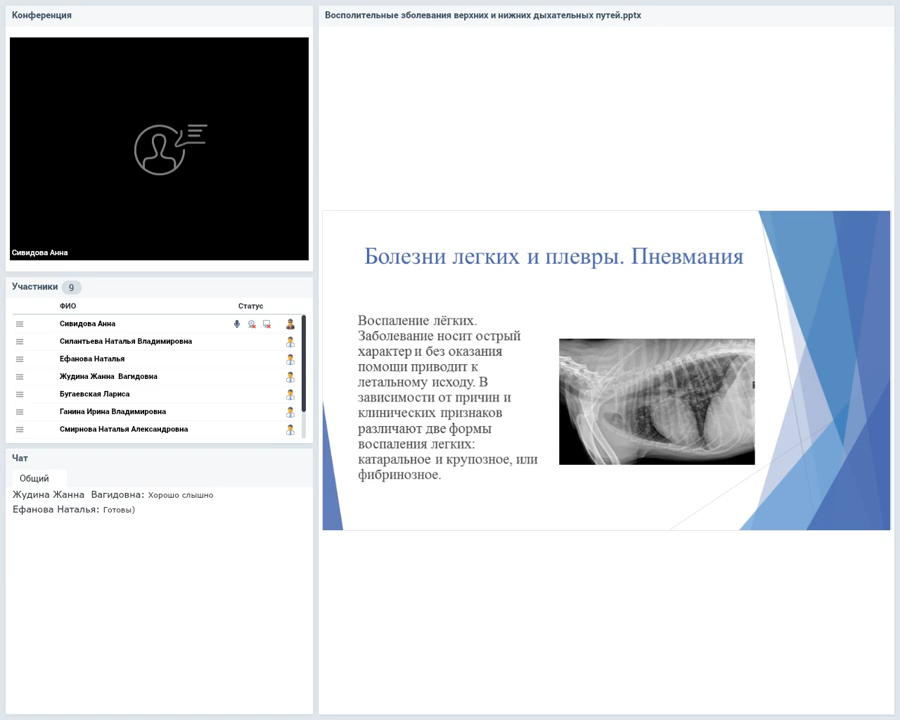 Конференция
Сивидова Анна
Участники 9
ФИО Статус
Сивидова Анна
Силантьева Наталья Владимировна
Ефанова Наталья
Жудина Жанна Вагидовна
Бугаевская Лариса
Ганина Ирина Владимировна
Смирнова Наталья Александровна
Чат
Общий
Жудина Жанна Вагидовна: Хорошо слышно
Ефанова Наталья: Готовы)
Восполительные зболевания верхних и нижних дыхательных путей.pptx
Болезни легких и плевры. Пневмания
Воспаление лёгких.
Заболевание носит острый
характер и без оказания
помощи приводит к
летальному исходу. В
зависимости от причин и
клинических признаков
различают две формы
воспаления легких:
катаральное и крупозное, или
фибринозное.